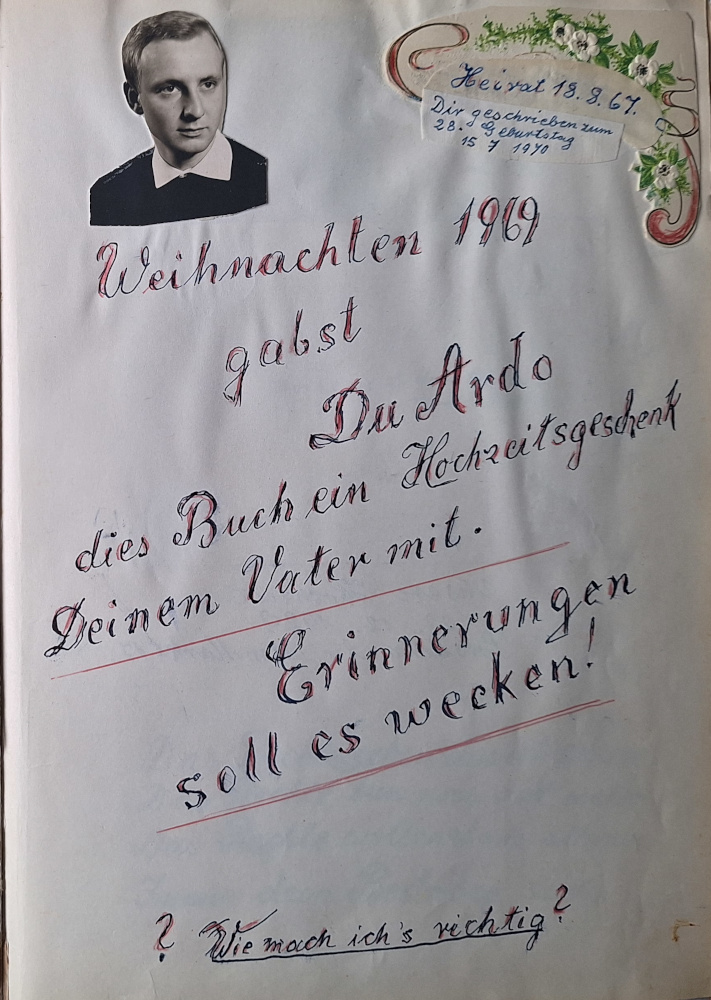 Heirat 18.8.67.
Dir geschrieben zum
28. Geburtstag
15 7 1970
Weihnachten 1969
gabst
Du Ardo
dies Buch ein Hochzeitsgeschenk
Deinem Vater mit.
Erinnerungen
soll es wecken!
? Wie mach ich's richtig ?